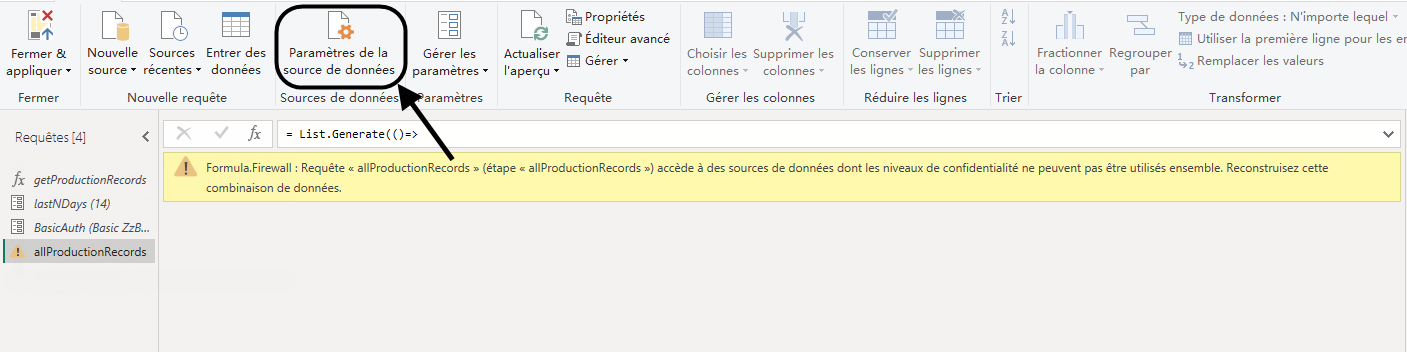 Fermer &
appliquer
Fermer
Nouvelle
source
Sources
récentes
Entrer des
données
Nouvelle requête
Paramètres de la
source de données
Sources de données
Gérer les
paramètres
Paramètres
Actualiser
l'aperçu
Propriétés
Éditeur avancé
Gérer
Requête
Choisir les
colonnes
Supprimer les
colonnes
Gérer les colonnes
Conserver
les lignes
Supprimer
les lignes
Réduire les lignes
A
Z
Z
A
Trier
Fractionner
la colonne
Regrouper
par
Type de données : N'importe lequel
Utiliser la première ligne pour les en
1
2
Remplacer les valeurs
Transformer
Requêtes [4]
fx
= List.Generate(()=>
Formula.Firewall : Requête « allProductionRecords » (étape « allProductionRecords ») accède à des sources de données dont les niveaux de confidentialité ne peuvent pas être utilisés ensemble. Reconstruisez cette
combinaison de données.
fx getProductionRecords
lastNDays (14)
BasicAuth (Basic ZzB...
allProductionRecords